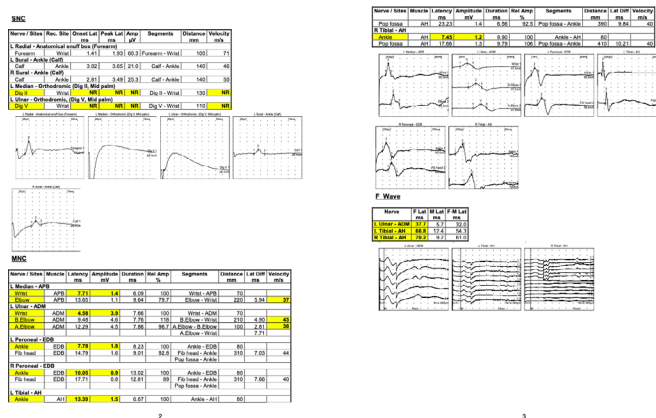 SNC
Nerve / Sites Rec. Site Onset Lat Peak Lat Amp Segments Distance Velocity
ms ms µV mm m/s
L Radial - Anatomical snuff box (Forearm)
Forearm Wrist 1.41 1.93 60.3 Forearm - Wrist 100 71
L Sural - Ankle (Calf)
Calf Ankle 3.02 3.65 21.0 Calf - Ankle 140 46
R Sural - Ankle (Calf)
Calf Ankle 2.81 3.49 25.3 Calf - Ankle 140 50
L Median - Orthodromic (Dig II, Mid palm)
Dig II Wrist NR NR NR Dig II - Wrist 130 NR
L Ulnar - Orthodromic, (Dig V, Mid palm)
Dig V Wrist NR NR NR Dig V - Wrist 110 NR
MNC
Nerve / Sites Muscle Latency Amplitude Duration Rel Amp Segments Distance Lat Diff Velocity
ms mV ms % mm ms m/s
L Median - APB
Wrist APB 7.71 1.4 6.09 100 Wrist - APB 70
Elbow APB 13.65 1.1 9.64 79.7 Elbow - Wrist 220 5.94 37
L Ulnar - ADM
Wrist ADM 4.58 3.9 7.66 100 Wrist - ADM 70
B.Elbow ADM 9.48 4.6 7.76 118 B.Elbow - Wrist 210 4.90 43
A.Elbow ADM 12.29 4.5 7.86 96.7 A.Elbow - B.Elbow 100 2.81 36
A.Elbow - Wrist 7.71
L Peroneal - EDB
Ankle EDB 7.76 1.8 8.23 100 Ankle - EDB 80
Fib head EDB 14.79 1.6 9.01 92.8 Fib head - Ankle 310 7.03 44
Pop fossa - Ankle
R Peroneal - EDB
Ankle EDB 10.05 0.9 13.02 100 Ankle - EDB 80
Fib head EDB 17.71 0.8 12.81 89 Fib head - Ankle 310 7.66 40
Pop fossa - Ankle
L Tibial - AH
Ankle AH 13.39 1.5 6.67 100 Ankle - AH 80
2
Nerve / Sites Muscle Latency Amplitude Duration Rel Amp Segments Distance Lat Diff Velocity
ms mV ms % mm ms m/s
Pop fossa AH 23.23 1.4 6.56 92.5 Pop fossa - Ankle 390 9.84 40
R Tibial - AH
Ankle AH 7.45 1.2 9.90 100 Ankle - AH 80
Pop fossa AH 17.66 1.3 9.79 106 Pop fossa - Ankle 410 10.21 40
F Wave
Nerve F Lat M Lat F-M Lat
ms ms ms
L Ulnar - ADM 37.7 5.7 32.0
L Tibial - AH 66.8 12.4 54.3
R Tibial - AH 70.2 9.2 61.0
3